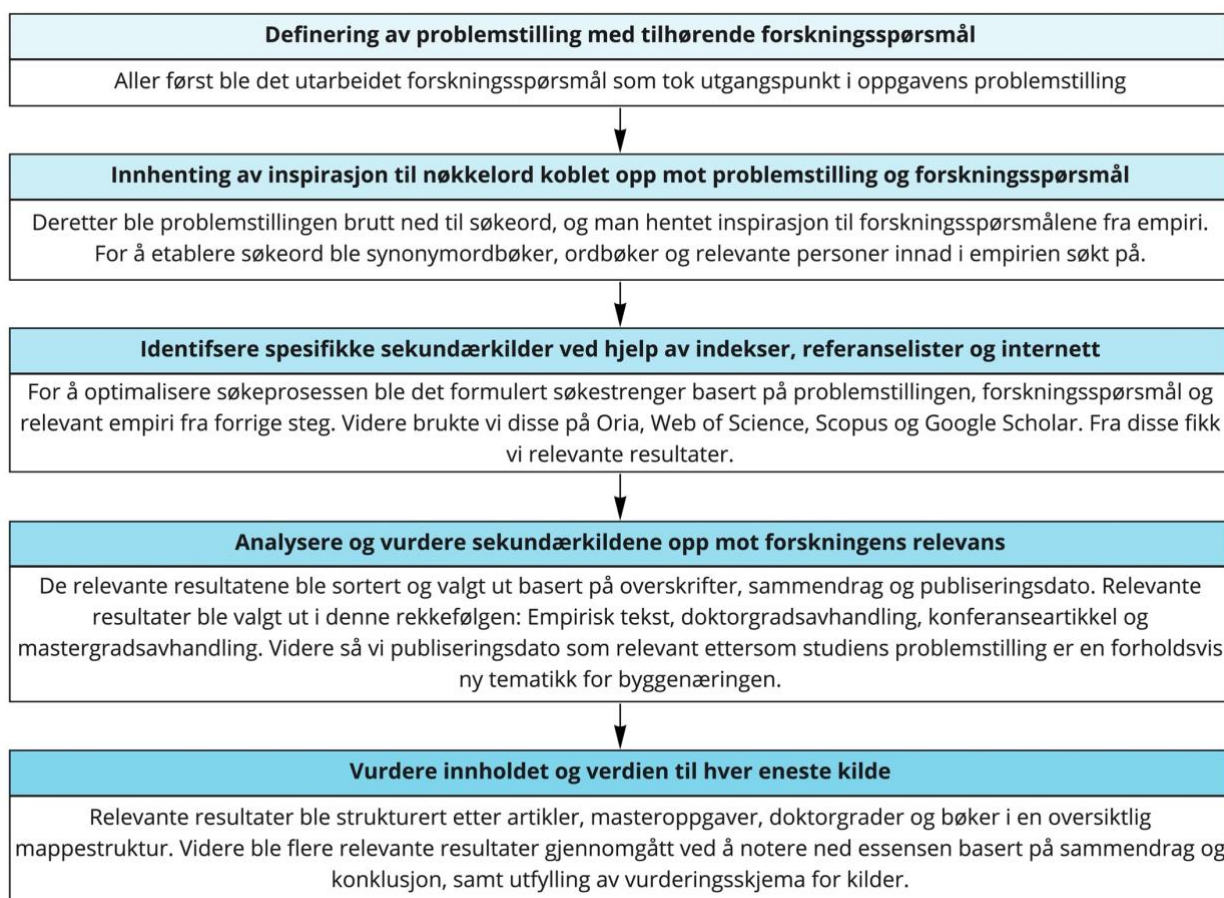 Definering av problemstilling med tilhørende forskningsspørsmål
Aller først ble det utarbeidet forskningsspørsmål som tok utgangspunkt i oppgavens problemstilling
Innhenting av inspirasjon til nøkkelord koblet opp mot problemstilling og forskningsspørsmål
Deretter ble problemstillingen brutt ned til søkeord, og man hentet inspirasjon til forskningsspørsmålene fra empiri.
For å etablere søkeord ble synonymordbøker, ordbøker og relevante personer innad i empirien søkt på.
Identifsere spesifikke sekundærkilder ved hjelp av indekser, referanselister og internett
For å optimalisere søkeprosessen ble det formulert søkestrenger basert på problemstillingen, forskningsspørsmål og
relevant empiri fra forrige steg. Videre brukte vi disse på Oria, Web of Science, Scopus og Google Scholar. Fra disse fikk
vi relevante resultater.
Analysere og vurdere sekundærkildene opp mot forskningens relevans
De relevante resultatene ble sortert og valgt ut basert på overskrifter, sammendrag og publiseringsdato. Relevante
resultater ble valgt ut i denne rekkefølgen: Empirisk tekst, doktorgradsavhandling, konferanseartikkel og
mastergradsavhandling. Videre så vi publiseringsdato som relevant ettersom studiens problemstilling er en forholdsvis
ny tematikk for byggenæringen.
Vurdere innholdet og verdien til hver eneste kilde
Relevante resultater ble strukturert etter artikler, masteroppgaver, doktorgrader og bøker i en oversiktlig
mappestruktur. Videre ble flere relevante resultater gjennomgått ved å notere ned essensen basert på sammendrag og
konklusjon, samt utfylling av vurderingsskjema for kilder.